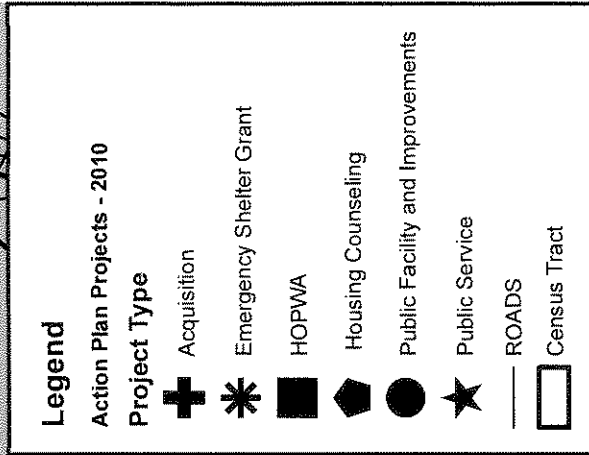 Legend
Action Plan Projects - 2010
Project Type
Acquisition
Emergency Shelter Grant
HOPWA
Housing Counseling
Public Facility and Improvements
Public Service
ROADS
Census Tract